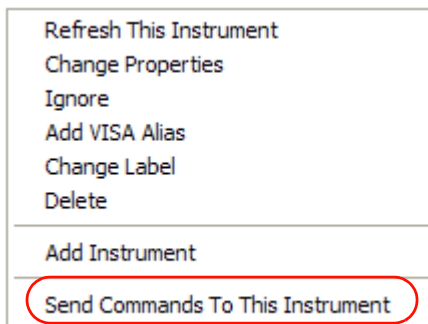 Refresh This Instrument
Change Properties
Ignore
Add VISA Alias
Change Label
Delete
Add Instrument
Send Commands To This Instrument